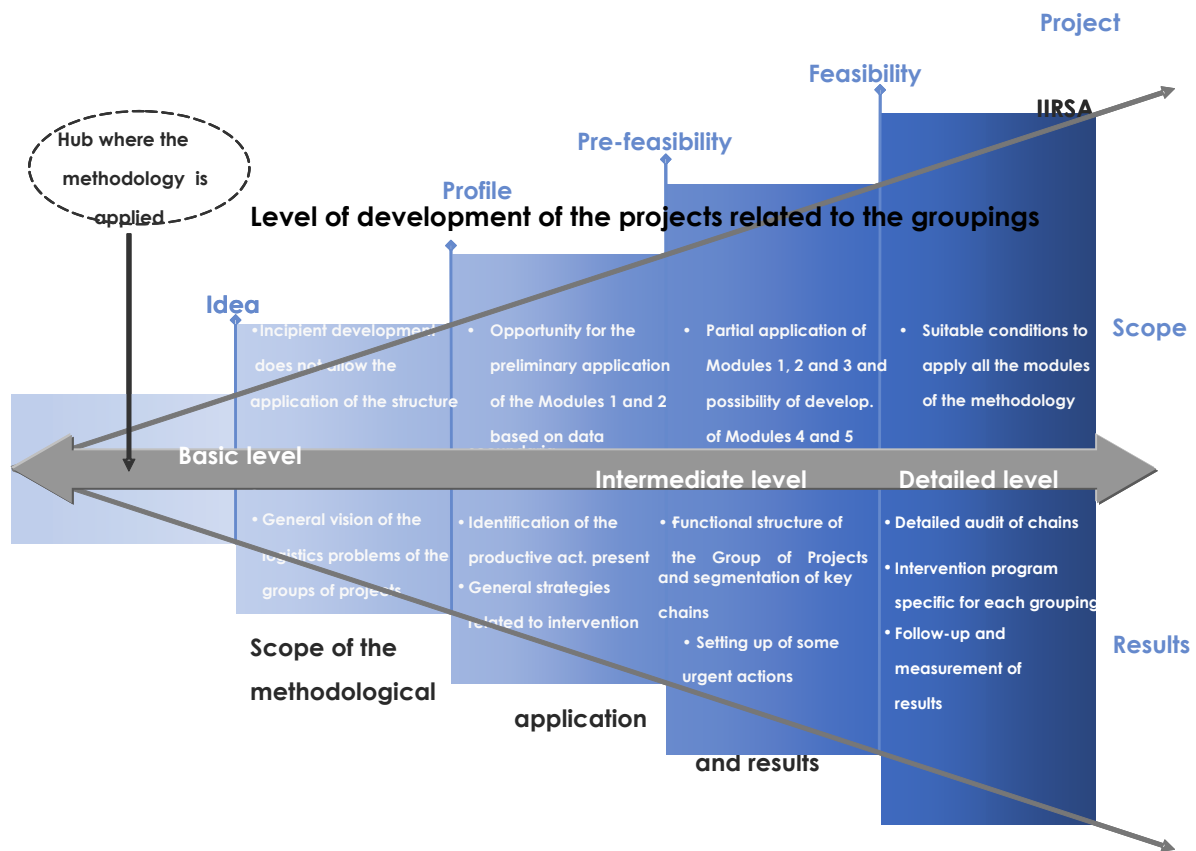 Project
Feasibility
IIRSA
Hub where the
methodology is
applied
Pre-feasibility
Profile
Level of development of the projects related to the groupings
Idea
•Incipient development
does not allow the
application of the structure
• Opportunity for the
preliminary application
of the Modules 1 and 2
based on data
• Partial application of
Modules 1, 2 and 3 and
possibility of develop.
of Modules 4 and 5
• Suitable conditions to
apply all the modules
of the methodology
Scope
Basic level
Intermediate level
Detailed level
• General vision of the
logistics problems of the
groups of projects
• Identification of the
productive act. present
• General strategies
related to intervention
• Functional structure of
the Group of Projects
and segmentation of key
chains
• Setting up of some
urgent actions
• Detailed audit of chains
• Intervention program
specific for each grouping
• Follow-up and
measurement of
results
Results
Scope of the
methodological
application
and results